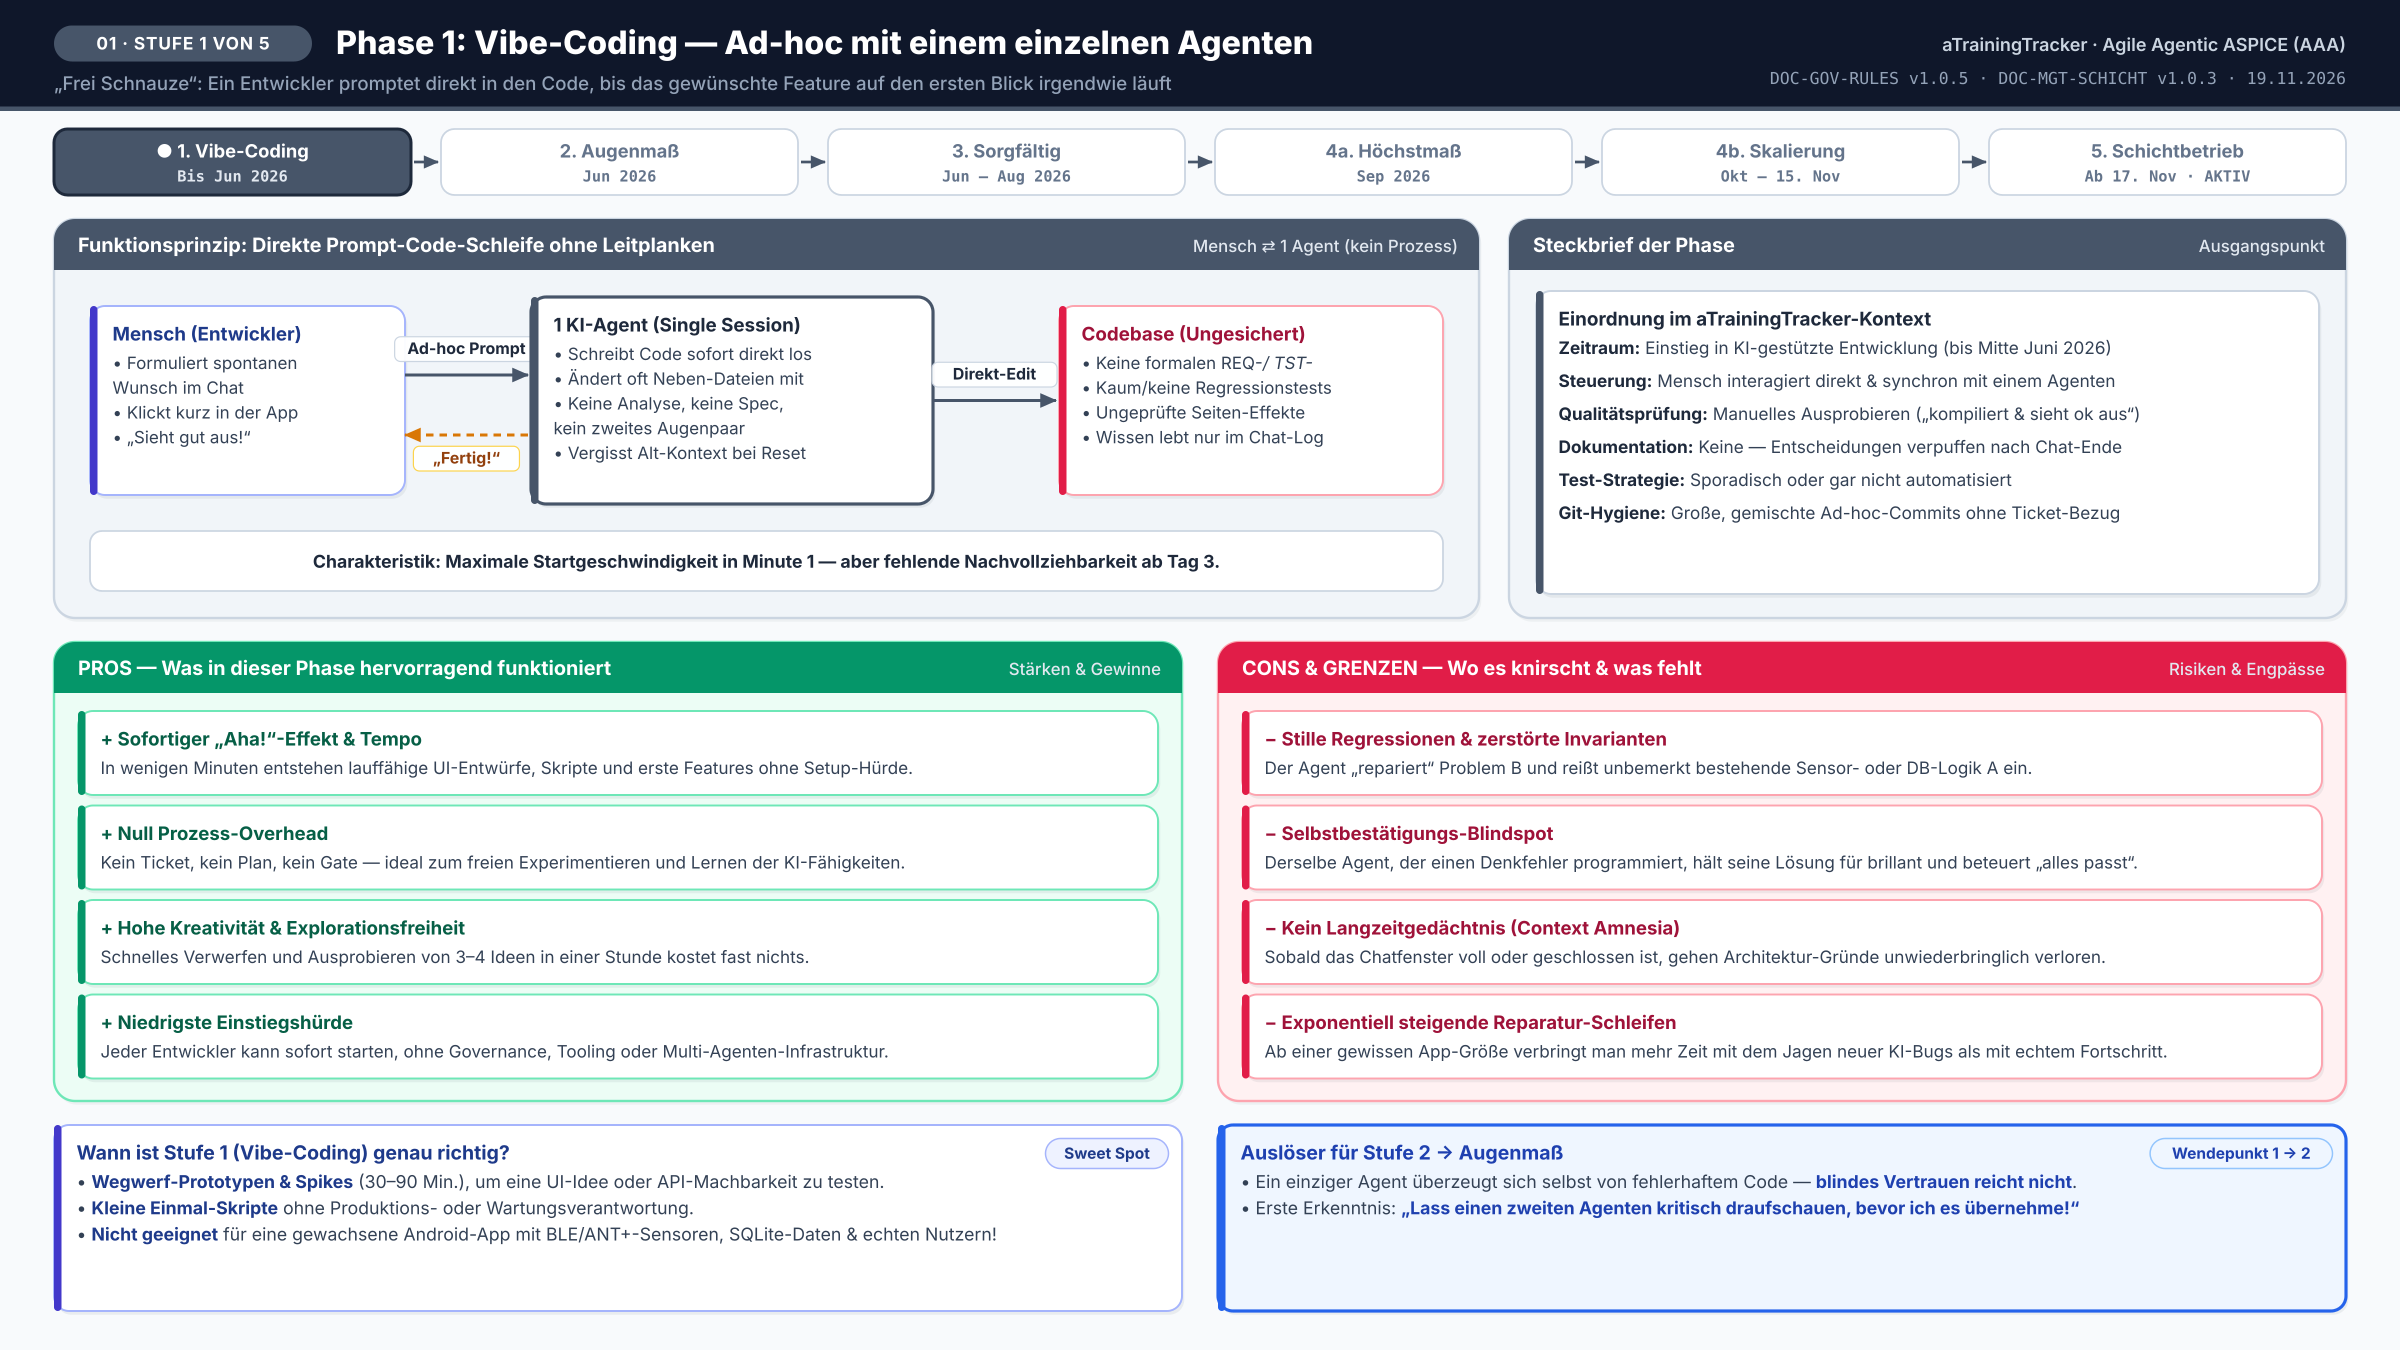 01 · STUFE 1 VON 5
Phase 1: Vibe-Coding — Ad-hoc mit einem einzelnen Agenten
„Frei Schnauze“: Ein Entwickler promptet direkt in den Code, bis das gewünschte Feature auf den ersten Blick irgendwie läuft
aTrainingTracker · Agile Agentic ASPICE (AAA)
DOC-GOV-RULES v1.0.5 · DOC-MGT-SCHICHT v1.0.3 · 19.11.2026
● 1. Vibe-Coding
Bis Jun 2026
2. Augenmaß
Jun 2026
3. Sorgfältig
Jun – Aug 2026
4a. Höchstmaß
Sep 2026
4b. Skalierung
Okt – 15. Nov
5. Schichtbetrieb
Ab 17. Nov · AKTIV
Funktionsprinzip: Direkte Prompt-Code-Schleife ohne Leitplanken
Mensch ⇄ 1 Agent (kein Prozess)
Mensch (Entwickler)
• Formuliert spontanen
Wunsch im Chat
• Klickt kurz in der App
• „Sieht gut aus!“
Ad-hoc Prompt
„Fertig!“
1 KI-Agent (Single Session)
• Schreibt Code sofort direkt los
• Ändert oft Neben-Dateien mit
• Keine Analyse, keine Spec,
kein zweites Augenpaar
• Vergisst Alt-Kontext bei Reset
Direkt-Edit
Codebase (Ungesichert)
• Keine formalen REQ-/ TST-
• Kaum/keine Regressionstests
• Ungeprüfte Seiten-Effekte
• Wissen lebt nur im Chat-Log
Charakteristik: Maximale Startgeschwindigkeit in Minute 1 — aber fehlende Nachvollziehbarkeit ab Tag 3.
Steckbrief der Phase
Ausgangspunkt
Einordnung im aTrainingTracker-Kontext
Zeitraum: Einstieg in KI-gestützte Entwicklung (bis Mitte Juni 2026)
Steuerung: Mensch interagiert direkt & synchron mit einem Agenten
Qualitätsprüfung: Manuelles Ausprobieren („kompiliert & sieht ok aus“)
Dokumentation: Keine — Entscheidungen verpuffen nach Chat-Ende
Test-Strategie: Sporadisch oder gar nicht automatisiert
Git-Hygiene: Große, gemischte Ad-hoc-Commits ohne Ticket-Bezug
PROS — Was in dieser Phase hervorragend funktioniert
Stärken & Gewinne
+ Sofortiger „Aha!“-Effekt & Tempo
In wenigen Minuten entstehen lauffähige UI-Entwürfe, Skripte und erste Features ohne Setup-Hürde.
+ Null Prozess-Overhead
Kein Ticket, kein Plan, kein Gate — ideal zum freien Experimentieren und Lernen der KI-Fähigkeiten.
+ Hohe Kreativität & Explorationsfreiheit
Schnelles Verwerfen und Ausprobieren von 3–4 Ideen in einer Stunde kostet fast nichts.
+ Niedrigste Einstiegshürde
Jeder Entwickler kann sofort starten, ohne Governance, Tooling oder Multi-Agenten-Infrastruktur.
CONS & GRENZEN — Wo es knirscht & was fehlt
Risiken & Engpässe
– Stille Regressionen & zerstörte Invarianten
Der Agent „repariert“ Problem B und reißt unbemerkt bestehende Sensor- oder DB-Logik A ein.
– Selbstbestätigungs-Blindspot
Derselbe Agent, der einen Denkfehler programmiert, hält seine Lösung für brillant und beteuert „alles passt“.
– Kein Langzeitgedächtnis (Context Amnesia)
Sobald das Chatfenster voll oder geschlossen ist, gehen Architektur-Gründe unwiederbringlich verloren.
– Exponentiell steigende Reparatur-Schleifen
Ab einer gewissen App-Größe verbringt man mehr Zeit mit dem Jagen neuer KI-Bugs als mit echtem Fortschritt.
Wann ist Stufe 1 (Vibe-Coding) genau richtig?
Sweet Spot
• Wegwerf-Prototypen & Spikes (30–90 Min.), um eine UI-Idee oder API-Machbarkeit zu testen.
• Kleine Einmal-Skripte ohne Produktions- oder Wartungsverantwortung.
• Nicht geeignet für eine gewachsene Android-App mit BLE/ANT+-Sensoren, SQLite-Daten & echten Nutzern!
Auslöser für Stufe 2 → Augenmaß
Wendepunkt 1 → 2
• Ein einziger Agent überzeugt sich selbst von fehlerhaftem Code — blindes Vertrauen reicht nicht.
• Erste Erkenntnis: „Lass einen zweiten Agenten kritisch draufschauen, bevor ich es übernehme!“